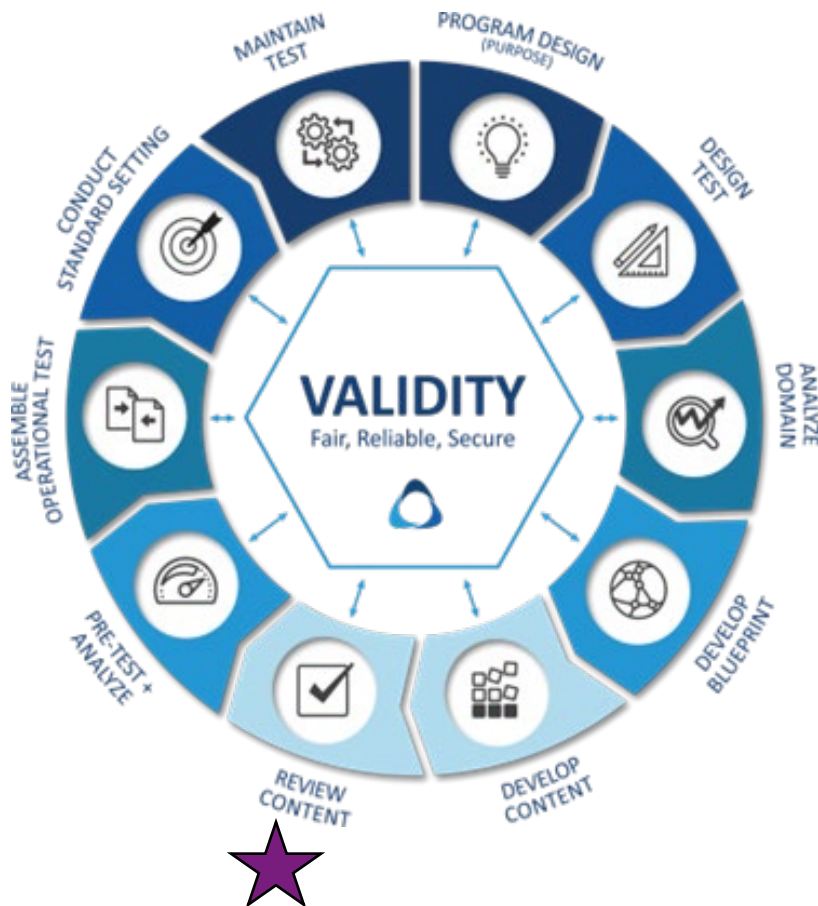 PROGRAM DESIGN
(PURPOSE)
DESIGN
TEST
ANALYZE
DOMAIN
DEVELOP
BLUEPRINT
DEVELOP
CONTENT
REVIEW
CONTENT
PRE-TEST +
ANALYZE
ASSEMBLE
OPERATIONAL TEST
CONDUCT
STANDARD SETTING
MAINTAIN
TEST
VALIDITY
Fair, Reliable, Secure